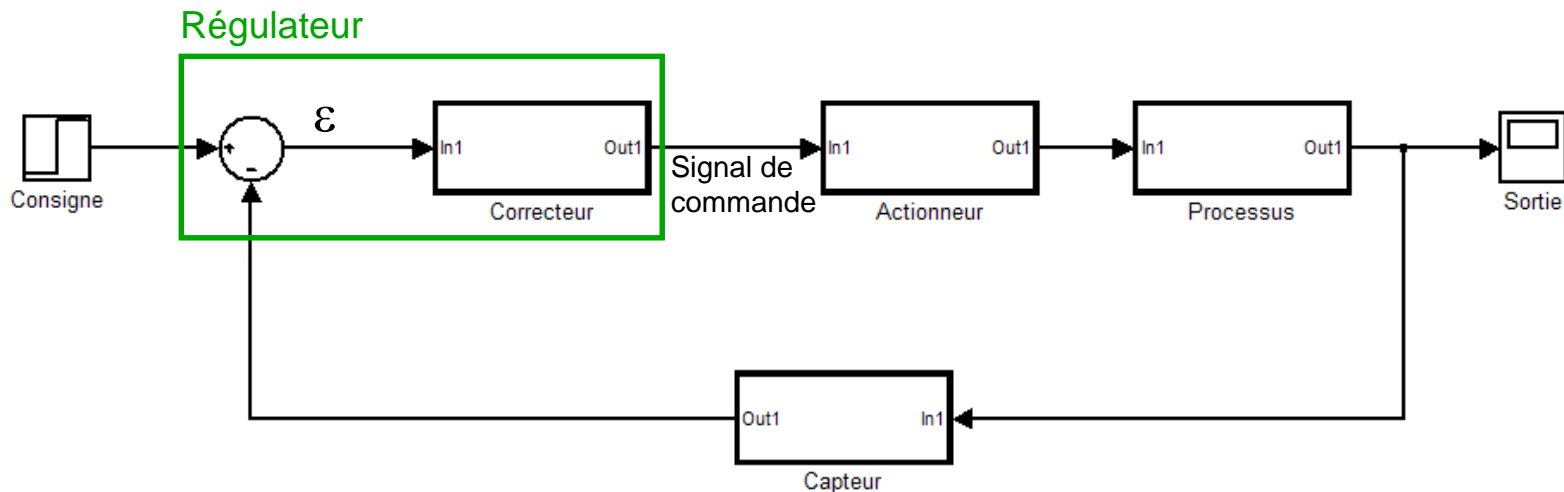 Régulateur
ε
+
-
In1
Out1
Signal de
commande
In1
Out1
In1
Out1
Consigne
Correcteur
Actionneur
Processus
Sortie
Out1
In1
Capteur